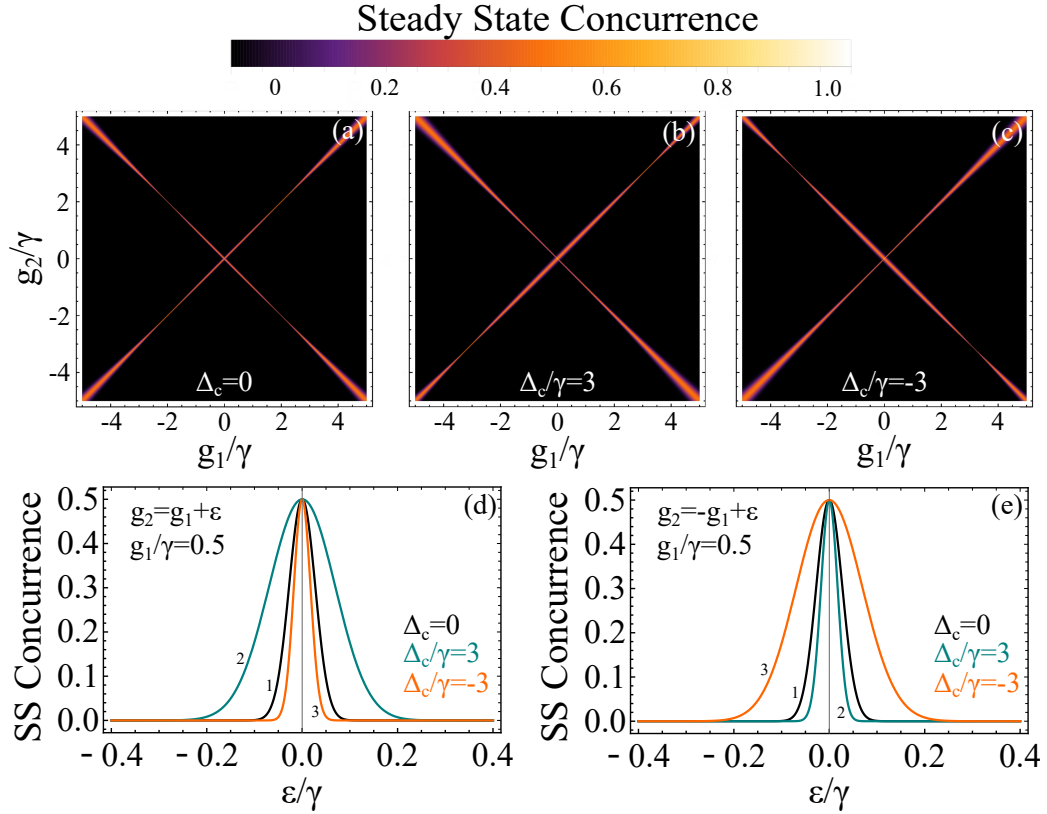 Steady State Concurrence
0 0.2 0.4 0.6 0.8 1.0
(a) (b) (c)
g₂/γ
4
2
0
-2
-4
Δc=0 Δc/γ=3 Δc/γ=-3
-4 -2 0 2 4 -4 -2 0 2 4 -4 -2 0 2 4
g₁/γ g₁/γ g₁/γ
SS Concurrence
0.5
0.4
0.3
0.2
0.1
0.0
(d)
g₂=g₁+ε
g₁/γ=0.5
Δc=0
Δc/γ=3
Δc/γ=-3
2
1
3
-0.4 -0.2 0.0 0.2 0.4
ε/γ
SS Concurrence
0.5
0.4
0.3
0.2
0.1
0.0
(e)
g₂=-g₁+ε
g₁/γ=0.5
Δc=0
Δc/γ=3
Δc/γ=-3
3
1
2
-0.4 -0.2 0.0 0.2 0.4
ε/γ